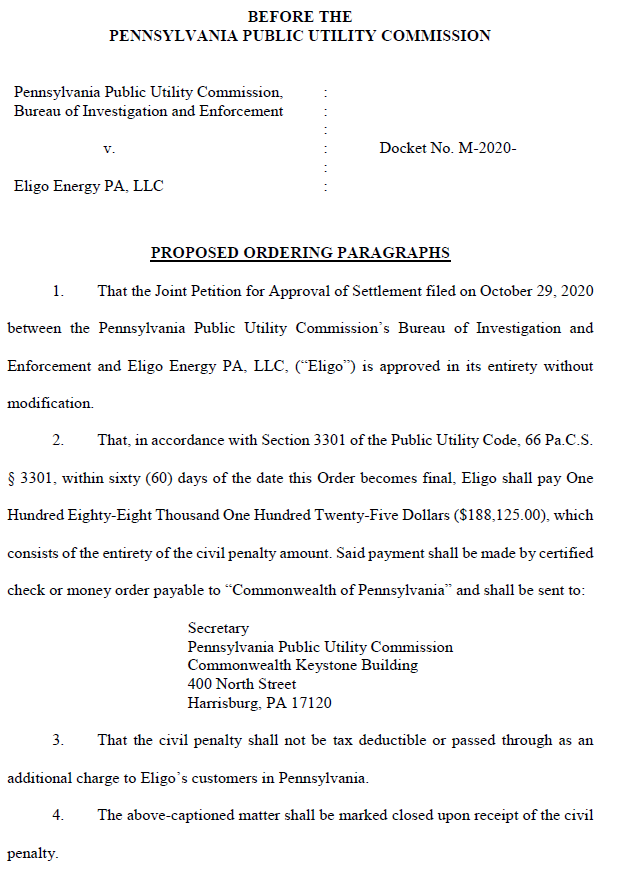 BEFORE THE
PENNSYLVANIA PUBLIC UTILITY COMMISSION
Pennsylvania Public Utility Commission, :
Bureau of Investigation and Enforcement :
:
v. : Docket No. M-2020-
:
Eligo Energy PA, LLC :
PROPOSED ORDERING PARAGRAPHS
1. That the Joint Petition for Approval of Settlement filed on October 29, 2020
between the Pennsylvania Public Utility Commission’s Bureau of Investigation and
Enforcement and Eligo Energy PA, LLC, (“Eligo”) is approved in its entirety without
modification.
2. That, in accordance with Section 3301 of the Public Utility Code, 66 Pa.C.S.
§ 3301, within sixty (60) days of the date this Order becomes final, Eligo shall pay One
Hundred Eighty-Eight Thousand One Hundred Twenty-Five Dollars ($188,125.00), which
consists of the entirety of the civil penalty amount. Said payment shall be made by certified
check or money order payable to “Commonwealth of Pennsylvania” and shall be sent to:
Secretary
Pennsylvania Public Utility Commission
Commonwealth Keystone Building
400 North Street
Harrisburg, PA 17120
3. That the civil penalty shall not be tax deductible or passed through as an
additional charge to Eligo’s customers in Pennsylvania.
4. The above-captioned matter shall be marked closed upon receipt of the civil
penalty.